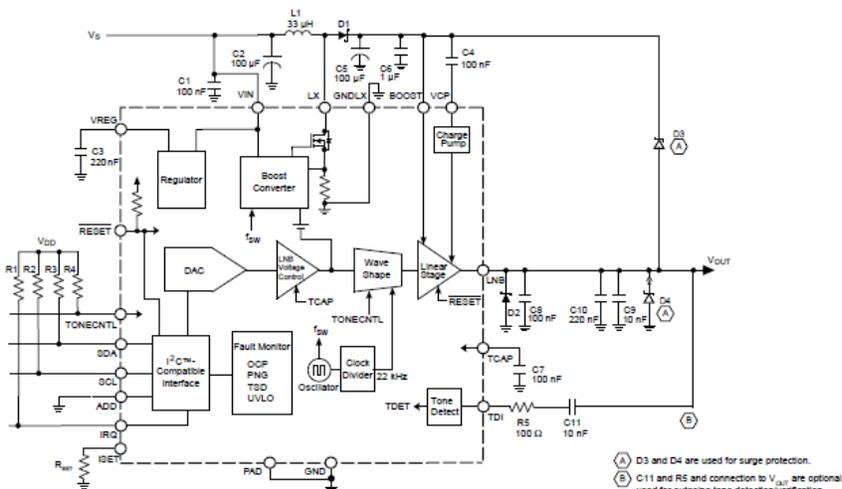 L1
33 µH
D1
VS
C2
100 µF
C5
100 µF
C6
1 µF
C4
100 nF
C1
100 nF
VIN
LX
GNDLX
BOOST
VCP
VREG
C3
220 nF
Regulator
Boost
Converter
Charge
Pump
D3
A
fSW
RESET
VDD
R1
R2
R3
R4
DAC
LNB
Voltage
Control
Wave
Shape
Linear
Stage
LNB
VOUT
TCAP
TONECNTL
RESET
D2
C8
100 nF
C10
220 nF
C9
10 nF
D4
A
TONECNTL
SDA
SCL
ADD
IRQ
ISET
I2C™-
Compatible
Interface
Fault Monitor
OCP
PNG
TSD
UVLO
fSW
Oscillator
Clock
Divider
22 kHz
TCAP
C7
100 nF
TDET
Tone
Detect
TDI
R5
100 Ω
C11
10 nF
B
PAD
GND
A D3 and D4 are used for surge protection.
B C11 and R5 and connection to VOUT are optional